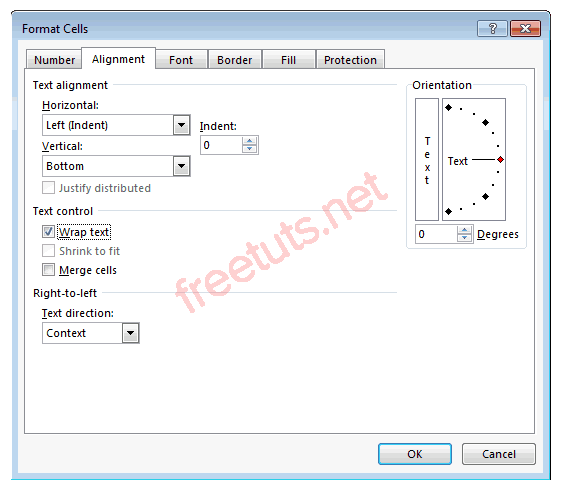 Format Cells
?
Number Alignment Font Border Fill Protection
Text alignment
Horizontal:
Left (Indent)
Indent:
0
Vertical:
Bottom
Justify distributed
Text control
Wrap text
Shrink to fit
Merge cells
Right-to-left
Text direction:
Context
Orientation
Text
Text
0 Degrees
freetuts.net
OK Cancel